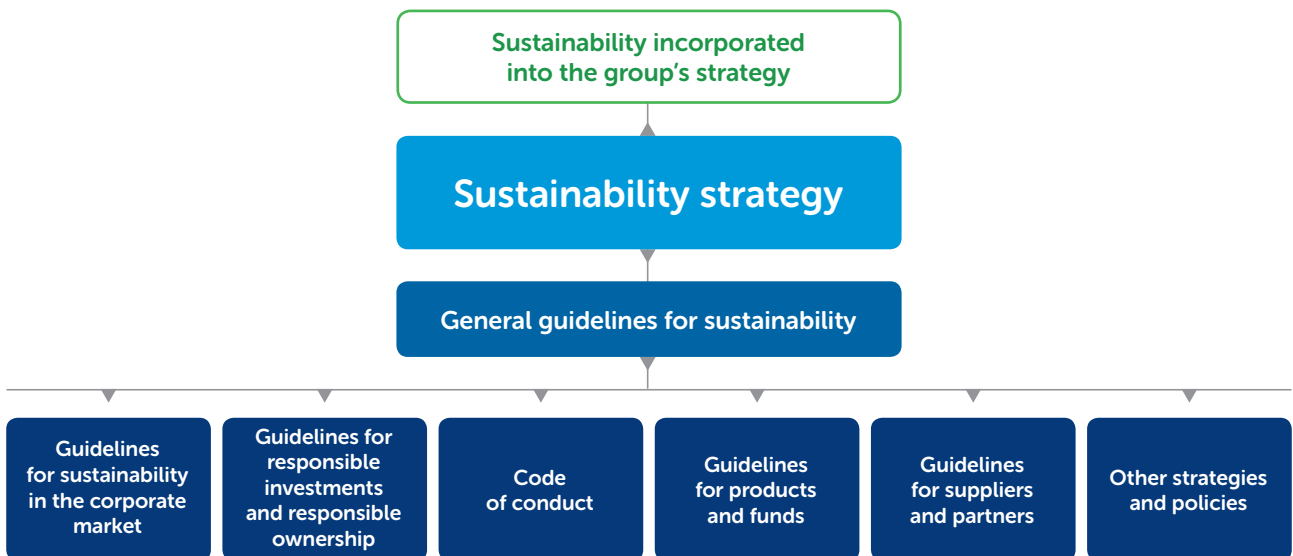 Sustainability incorporated
into the group's strategy
Sustainability strategy
General guidelines for sustainability
Guidelines
for sustainability
in the corporate
market
Guidelines for
responsible
investments
and responsible
ownership
Code
of conduct
Guidelines
for products
and funds
Guidelines
for suppliers
and partners
Other strategies
and policies